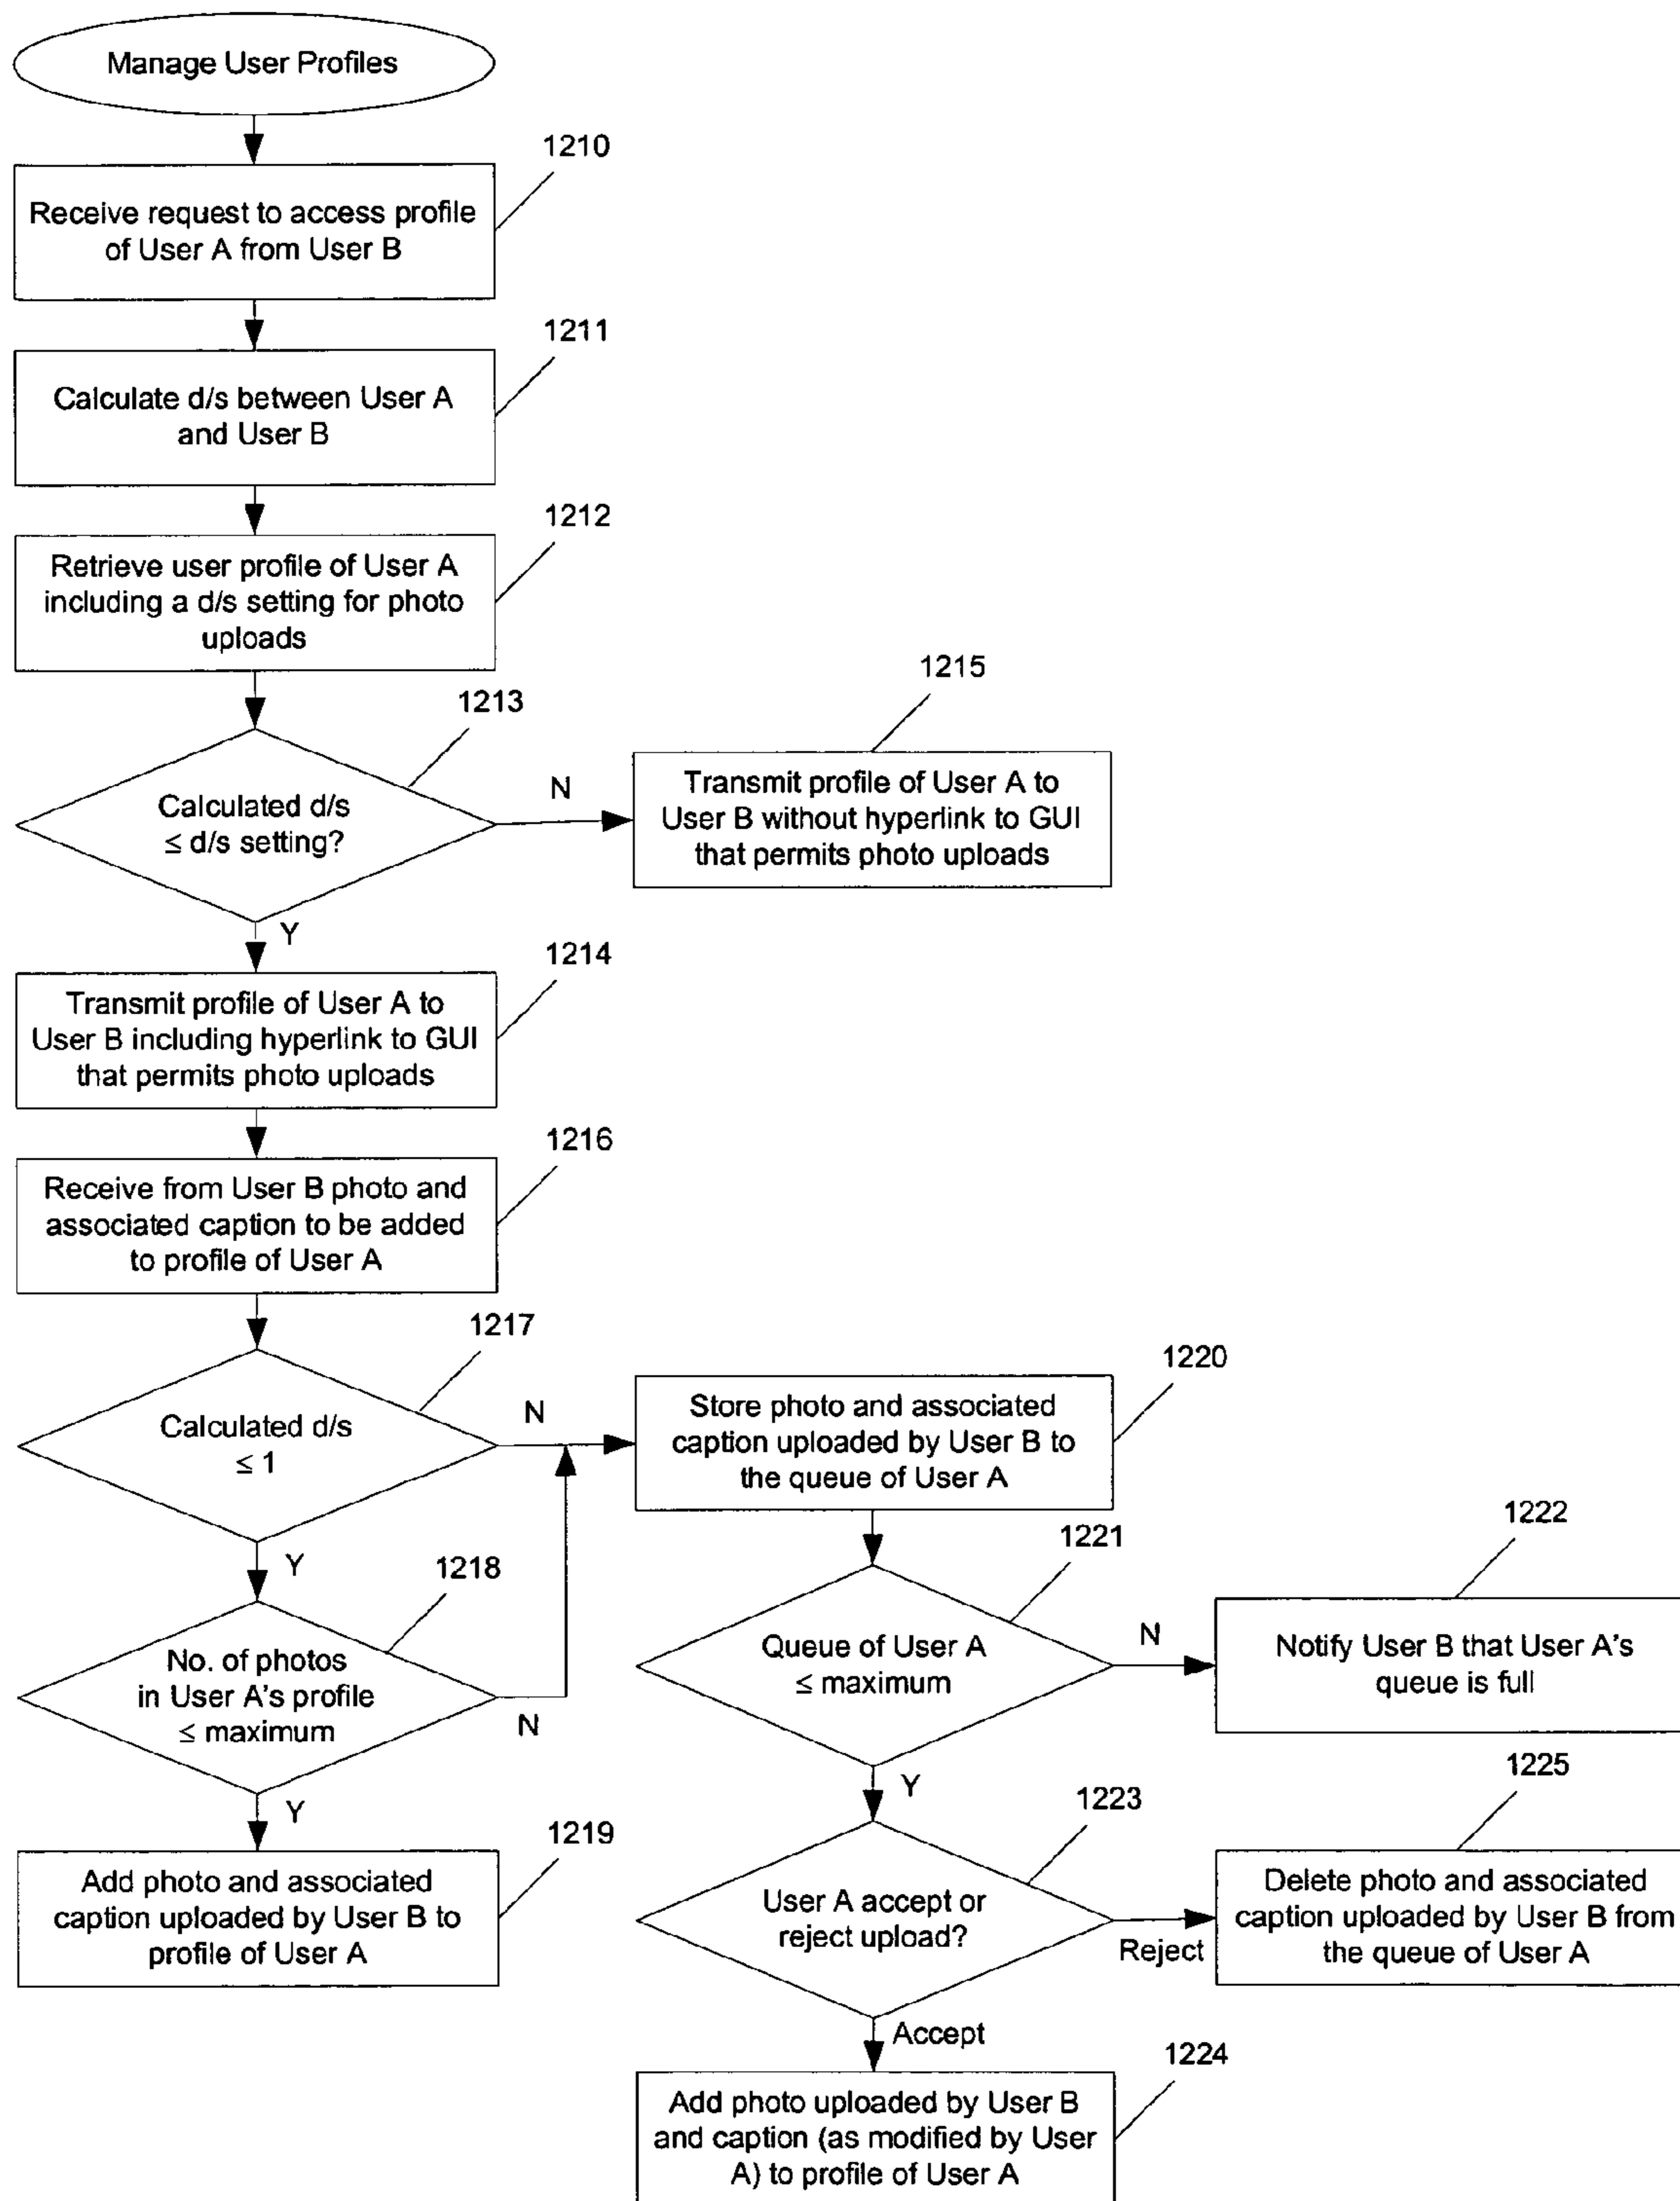 Manage User Profiles
1210
Receive request to access profile
of User A from User B
1211
Calculate d/s between User A
and User B
1212
Retrieve user profile of User A
including a d/s setting for photo
uploads
1213
Calculated d/s
≤ d/s setting?
N
Y
1215
Transmit profile of User A to
User B without hyperlink to GUI
that permits photo uploads
1214
Transmit profile of User A to
User B including hyperlink to GUI
that permits photo uploads
1216
Receive from User B photo and
associated caption to be added
to profile of User A
1217
Calculated d/s
≤ 1
N
Y
1218
No. of photos
in User A's profile
≤ maximum
N
Y
1219
Add photo and associated
caption uploaded by User B to
profile of User A
1220
Store photo and associated
caption uploaded by User B to
the queue of User A
1221
Queue of User A
≤ maximum
N
Y
1222
Notify User B that User A's
queue is full
1223
User A accept or
reject upload?
Reject
Accept
1225
Delete photo and associated
caption uploaded by User B from
the queue of User A
1224
Add photo uploaded by User B
and caption (as modified by User
A) to profile of User A